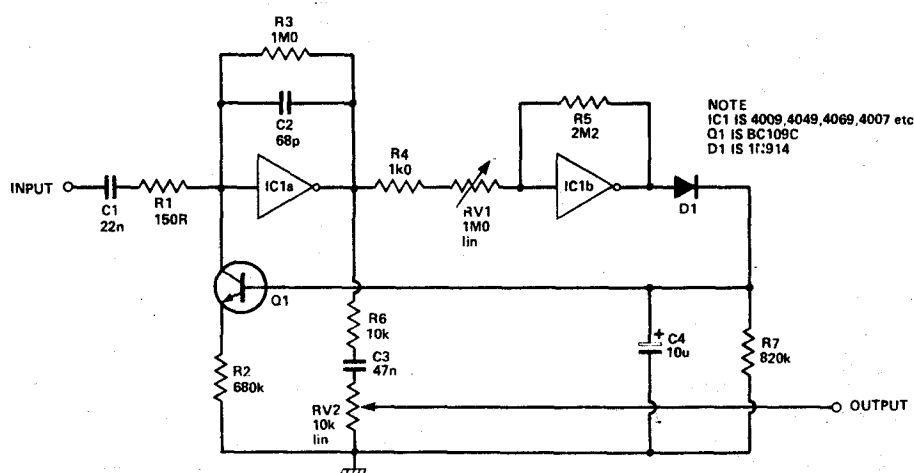 R3
1M0
C2
68p
R5
2M2
NOTE
IC1 IS 4009,4049,4069,4007 etc
Q1 IS BC109C
D1 IS 1N914
INPUT
C1
22n
R1
150R
IC1a
R4
1k0
RV1
1M0
lin
IC1b
D1
Q1
R2
680k
R6
10k
C3
47n
RV2
10k
lin
+
C4
10u
R7
820k
OUTPUT